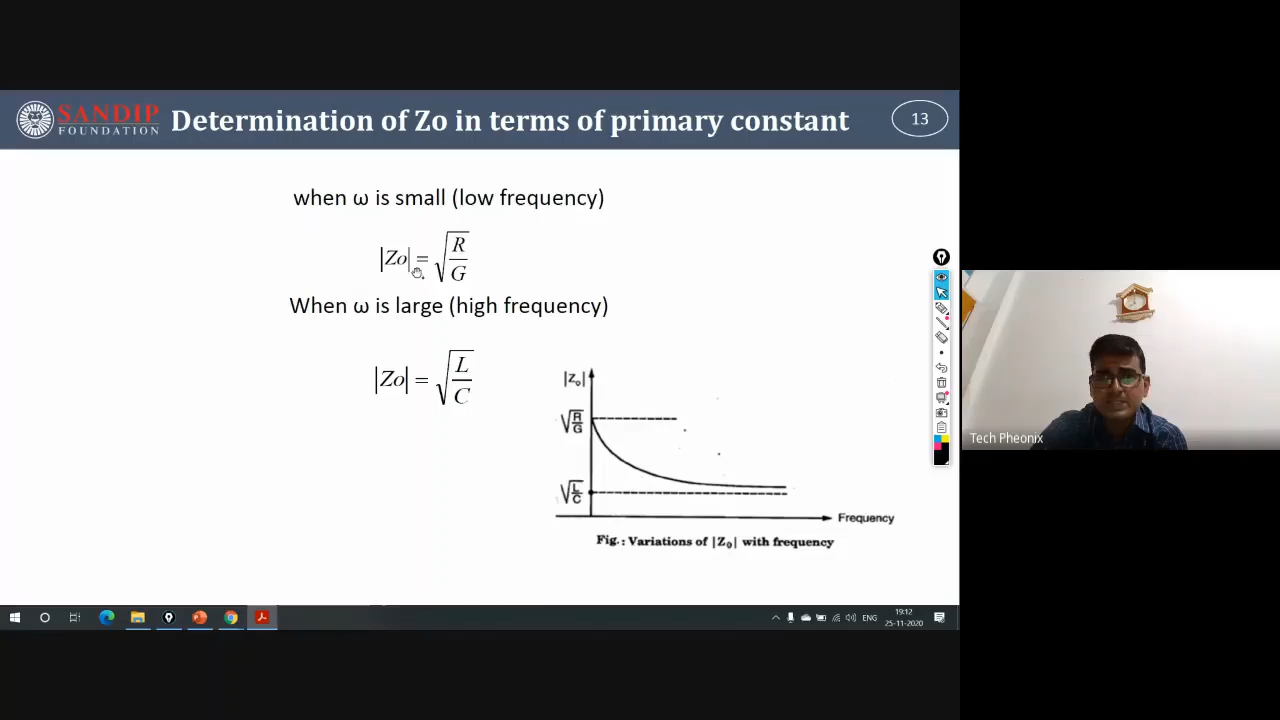 SANDIP
FOUNDATION
Determination of Zo in terms of primary constant
13
when ω is small (low frequency)
|Zo| = √(R/G)
When ω is large (high frequency)
|Zo| = √(L/C)
|Z₀|
√(R/G)
√(L/C)
Frequency
Fig. : Variations of |Z₀| with frequency
Tech Pheonix
ENG
19:12
25-11-2020